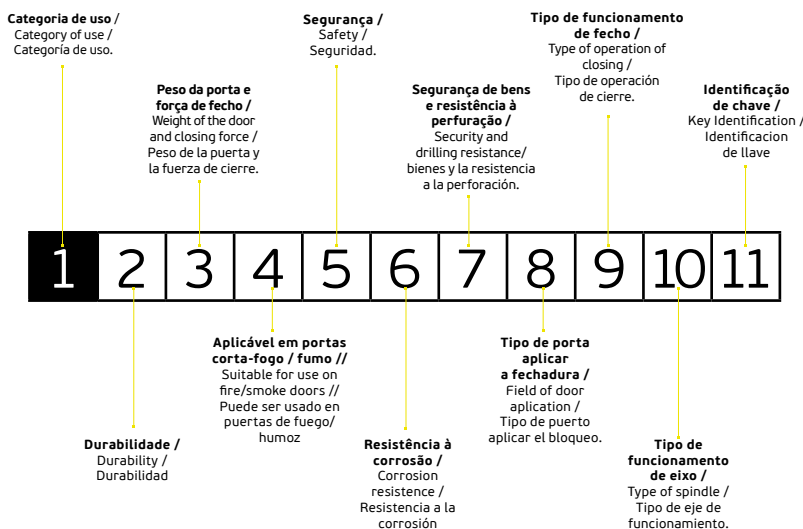 Categoria de uso /
Category of use /
Categoría de uso.
Peso da porta e
força de fecho /
Weight of the door
and closing force /
Peso de la puerta y
la fuerza de cierre.
Segurança /
Safety /
Seguridad.
Segurança de bens
e resistência à
perfuração /
Security and
drilling resistance/
bienes y la resistencia
a la perforación.
Tipo de funcionamento
de fecho /
Type of operation of
closing /
Tipo de operación
de cierre.
Identificação
de chave /
Key Identification /
Identificacion
de llave
1 2 3 4 5 6 7 8 9 10 11
Durabilidade /
Durability /
Durabilidad
Aplicável em portas
corta-fogo / fumo //
Suitable for use on
fire/smoke doors //
Puede ser usado en
puertas de fuego/
humoz
Resistência à
corrosão /
Corrosion
resistence /
Resistencia a la
corrosión
Tipo de porta
aplicar
a fechadura /
Field of door
aplication /
Tipo de puerto
aplicar el bloqueo.
Tipo de
funcionamento
de eixo /
Type of spindle /
Tipo de eje de
funcionamiento.